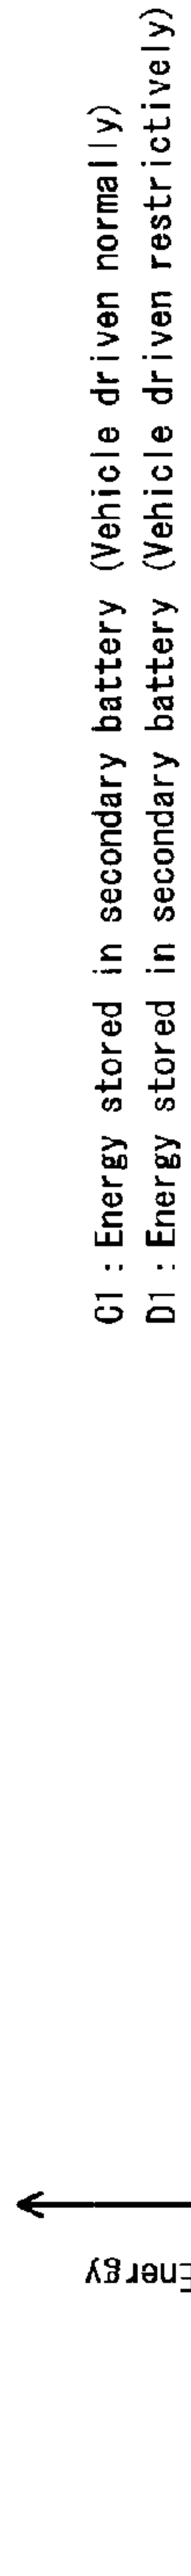 C1 : Energy stored in secondary battery (Vehicle driven normally)
D1 : Energy stored in secondary battery (Vehicle driven restrictively)
Energy